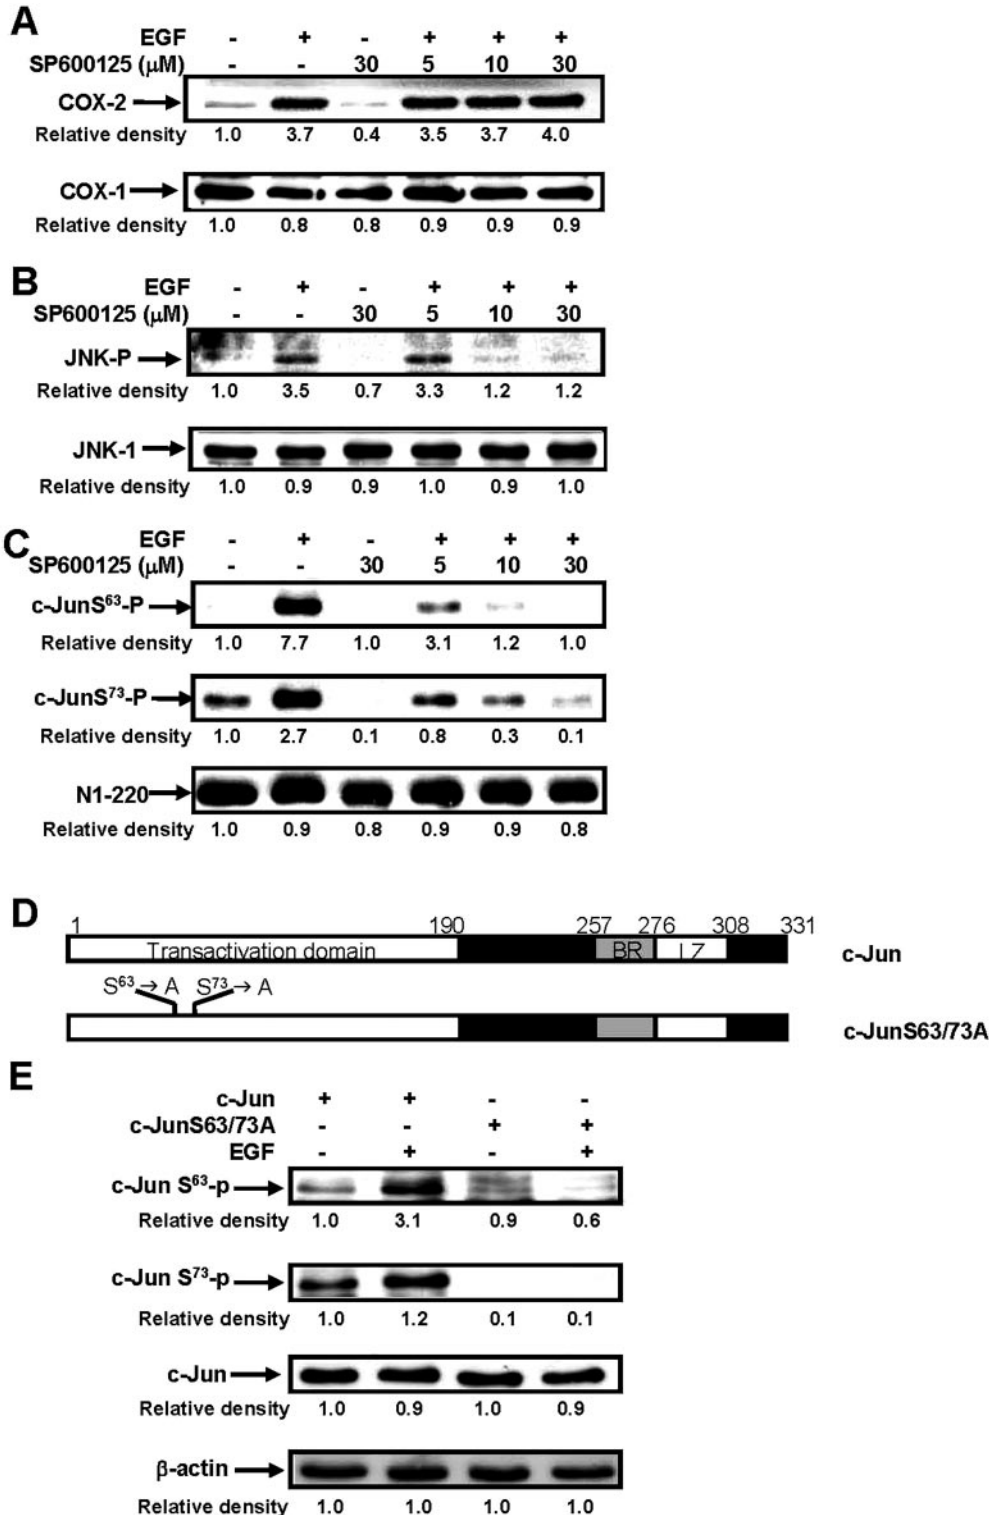 A
EGF - + - + + +
SP600125 (μM) - - 30 5 10 30
COX-2
Relative density 1.0 3.7 0.4 3.5 3.7 4.0
COX-1
Relative density 1.0 0.8 0.8 0.9 0.9 0.9
B
EGF - + - + + +
SP600125 (μM) - - 30 5 10 30
JNK-P
Relative density 1.0 3.5 0.7 3.3 1.2 1.2
JNK-1
Relative density 1.0 0.9 0.9 1.0 0.9 1.0
C
EGF - + - + + +
SP600125 (μM) - - 30 5 10 30
c-JunS63-P
Relative density 1.0 7.7 1.0 3.1 1.2 1.0
c-JunS73-P
Relative density 1.0 2.7 0.1 0.8 0.3 0.1
N1-220
Relative density 1.0 0.9 0.8 0.9 0.9 0.8
D
1 190 257 276 308 331
Transactivation domain BR LZ c-Jun
S63 → A S73 → A
c-JunS63/73A
E
c-Jun + + - -
c-JunS63/73A - - + +
EGF - + - +
c-Jun S63-p
Relative density 1.0 3.1 0.9 0.6
c-Jun S73-p
Relative density 1.0 1.2 0.1 0.1
c-Jun
Relative density 1.0 0.9 1.0 0.9
β-actin
Relative density 1.0 1.0 1.0 1.0